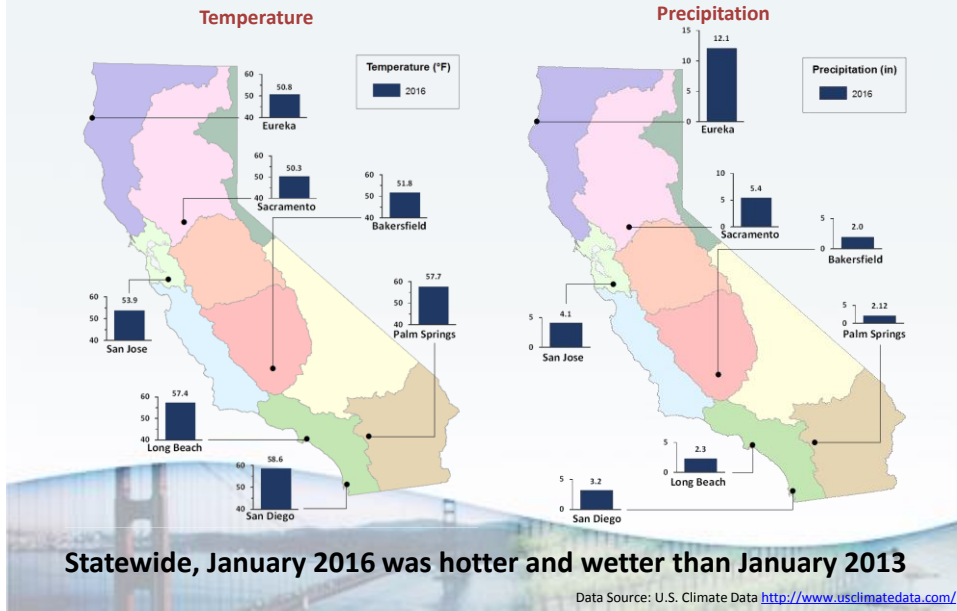 Temperature
Precipitation
Temperature (°F)
2016
60
50
40
50.8
Eureka
60
50
40
50.3
Sacramento
60
50
40
51.8
Bakersfield
60
50
40
53.9
San Jose
60
50
40
57.7
Palm Springs
60
50
40
57.4
Long Beach
60
50
40
58.6
San Diego
Precipitation (in)
2016
15
10
5
0
12.1
Eureka
10
5
0
5.4
Sacramento
5
0
2.0
Bakersfield
5
0
4.1
San Jose
5
0
2.12
Palm Springs
5
0
2.3
Long Beach
5
0
3.2
San Diego
Statewide, January 2016 was hotter and wetter than January 2013
Data Source: U.S. Climate Data http://www.usclimatedata.com/